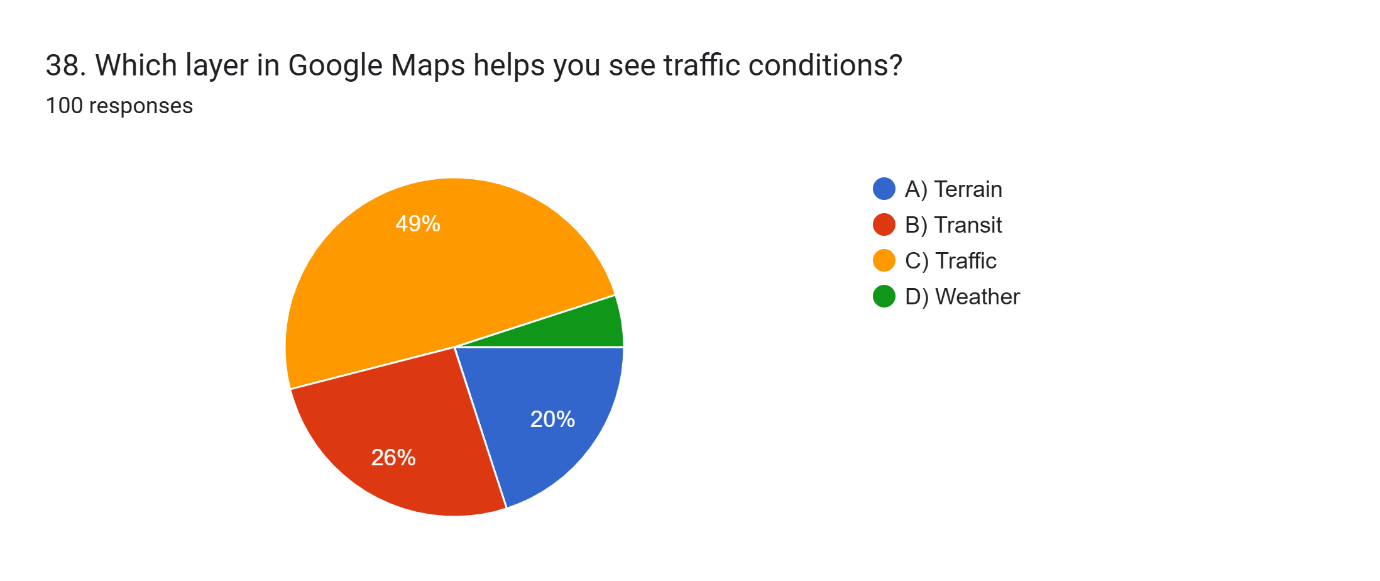 38. Which layer in Google Maps helps you see traffic conditions?
100 responses
49%
20%
26%
A) Terrain
B) Transit
C) Traffic
D) Weather